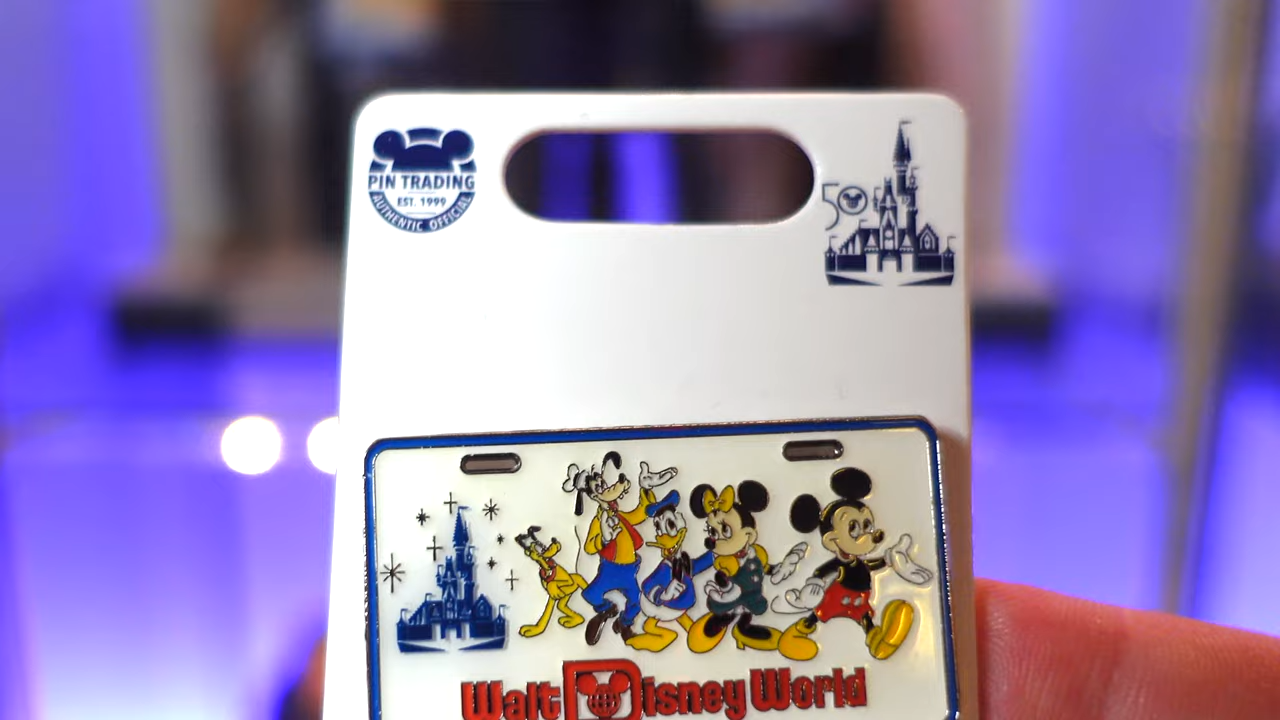 PIN TRADING
EST. 1999
AUTHENTIC OFFICIAL
50
Walt Disney World